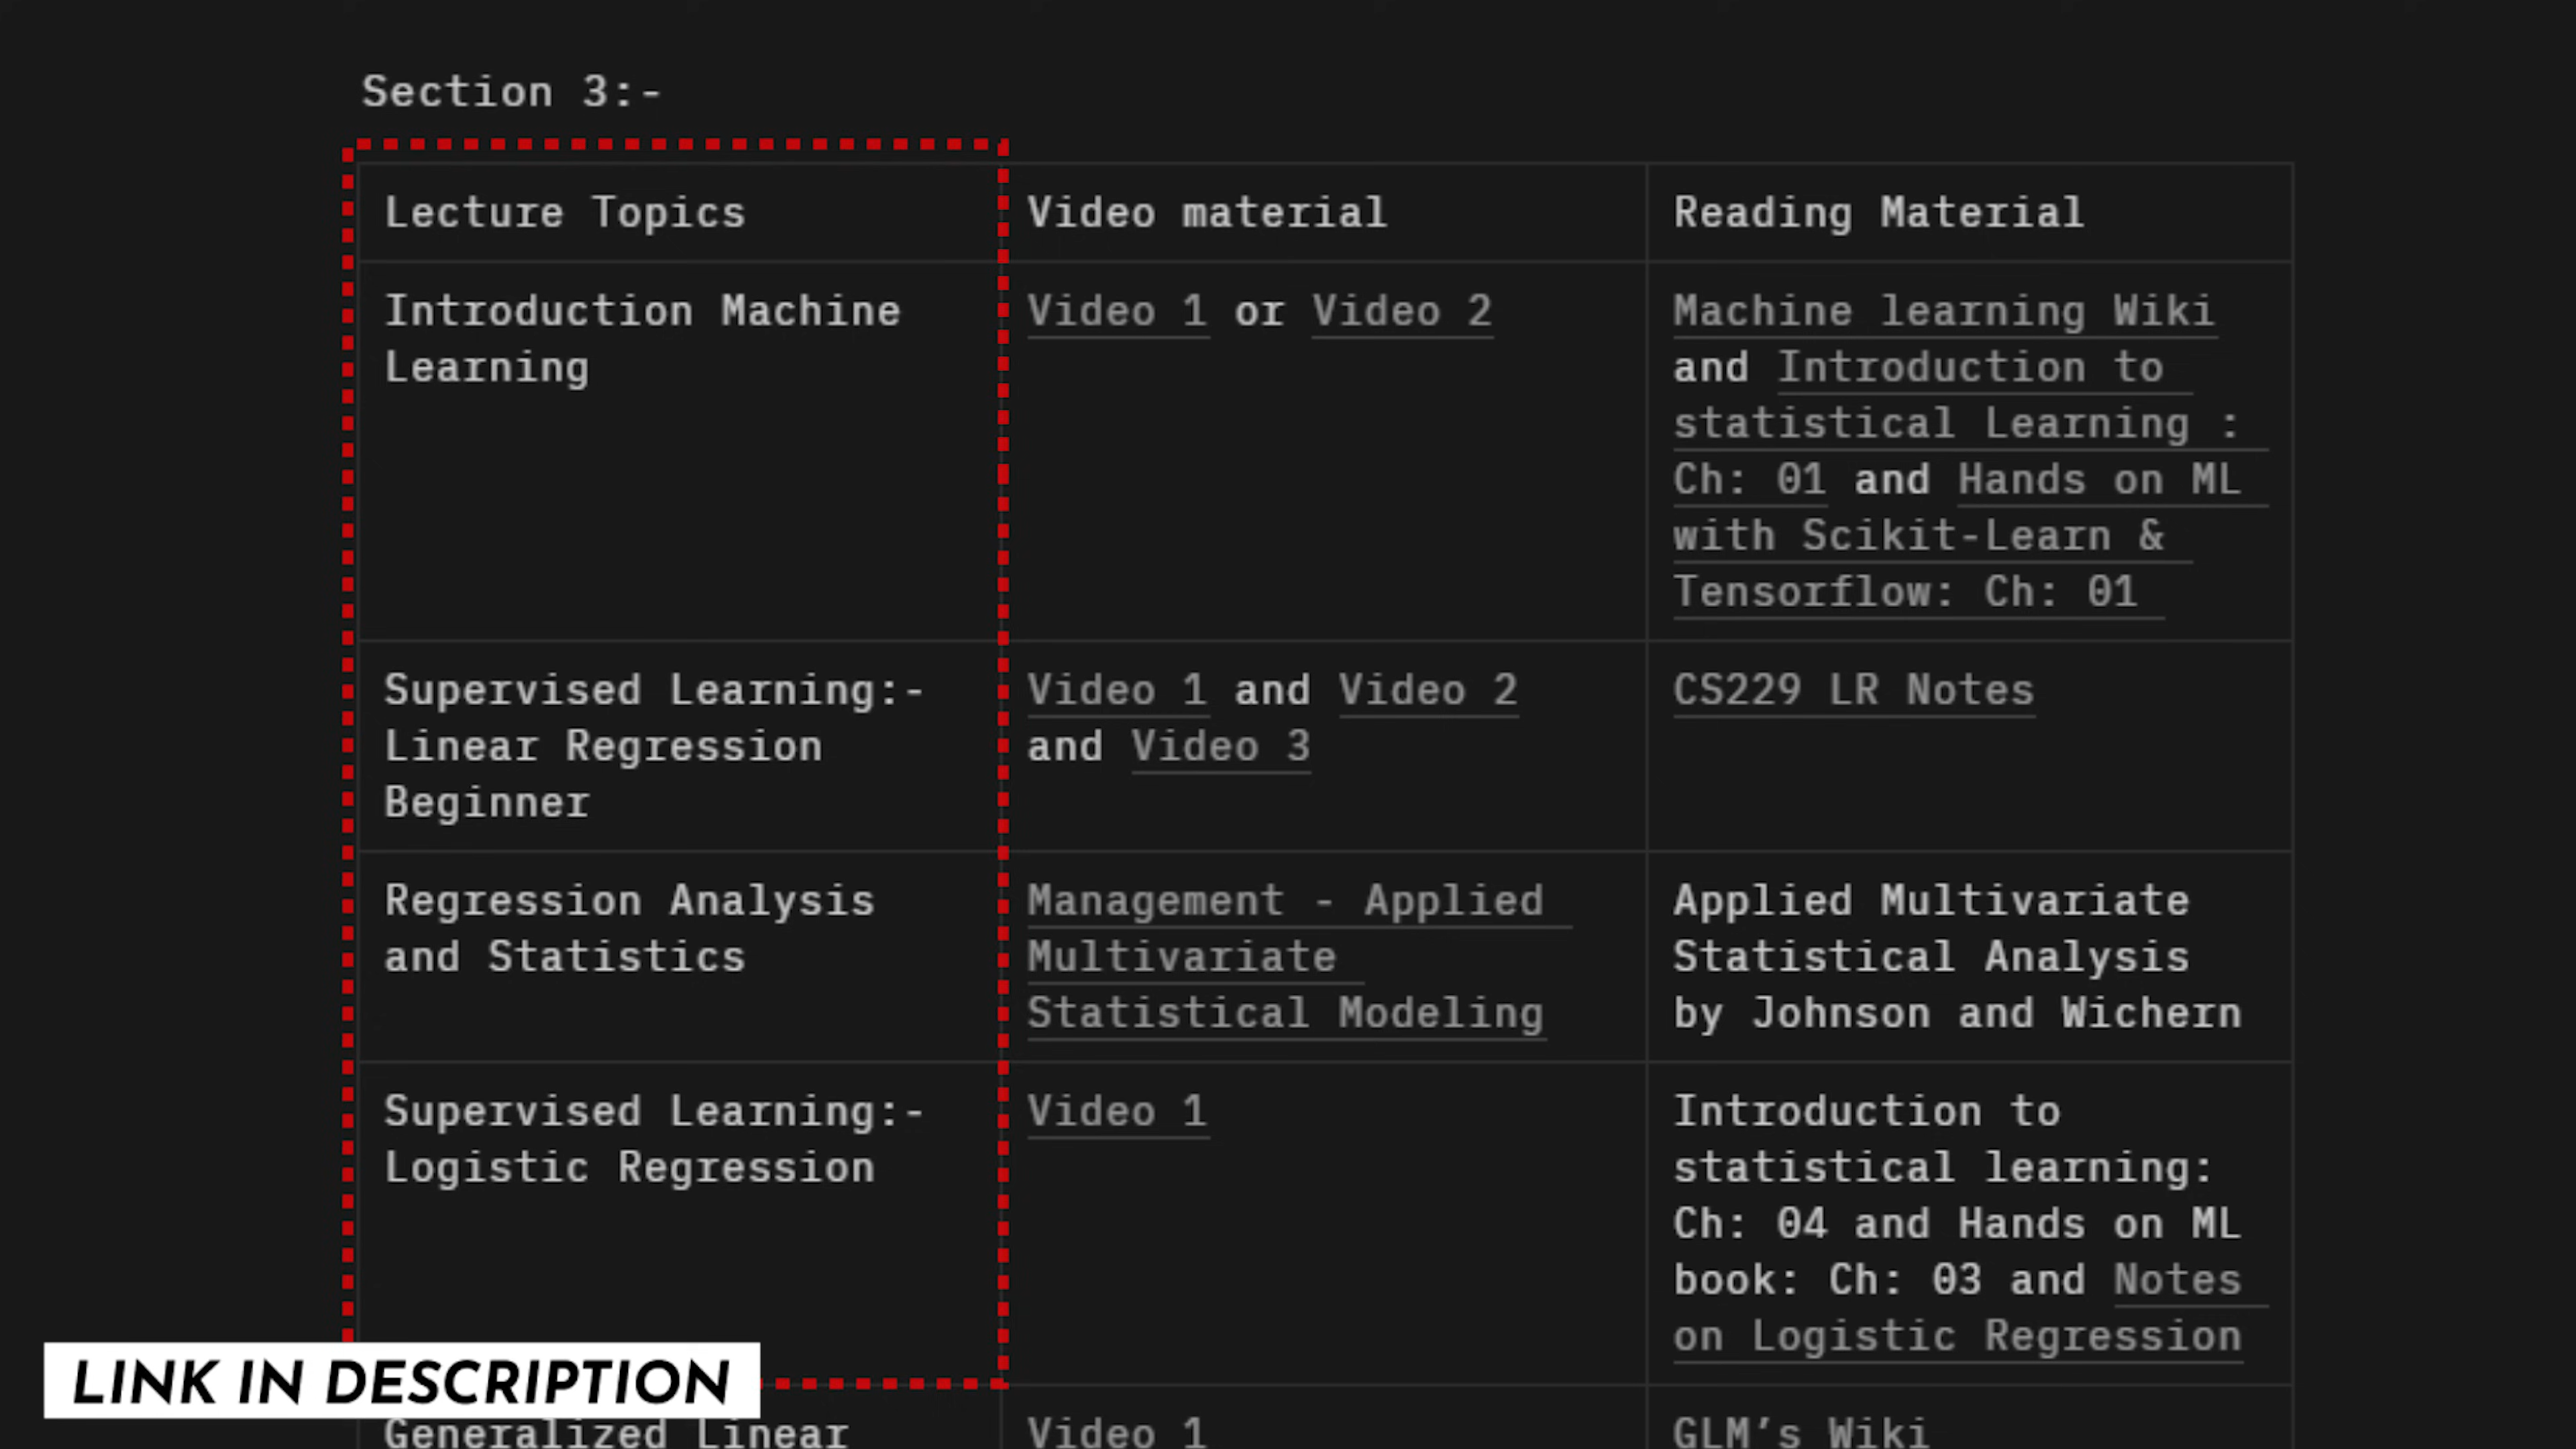 Section 3:-
Lecture Topics
Video material
Reading Material
Introduction Machine
Learning
Video 1 or Video 2
Machine learning Wiki
and Introduction to
statistical Learning :
Ch: 01 and Hands on ML
with Scikit-Learn &
Tensorflow: Ch: 01
Supervised Learning:-
Linear Regression
Beginner
Video 1 and Video 2
and Video 3
CS229 LR Notes
Regression Analysis
and Statistics
Management - Applied
Multivariate
Statistical Modeling
Applied Multivariate
Statistical Analysis
by Johnson and Wichern
Supervised Learning:-
Logistic Regression
Video 1
Introduction to
statistical learning:
Ch: 04 and Hands on ML
book: Ch: 03 and Notes
on Logistic Regression
LINK IN DESCRIPTION
Generalized Linear
Video 1
GLM’s Wiki